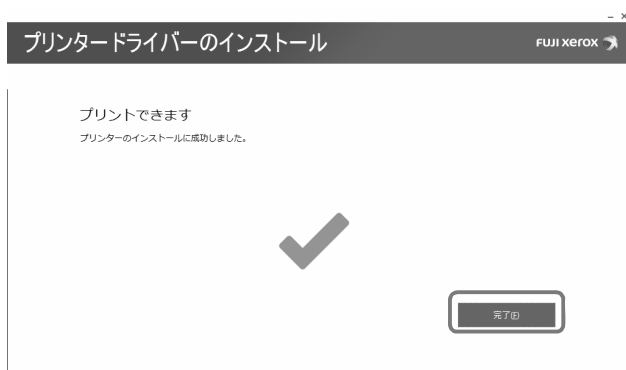 プリンタードライバーのインストール
FUJI xerox
プリントできます
プリンターのインストールに成功しました。
完了(F)